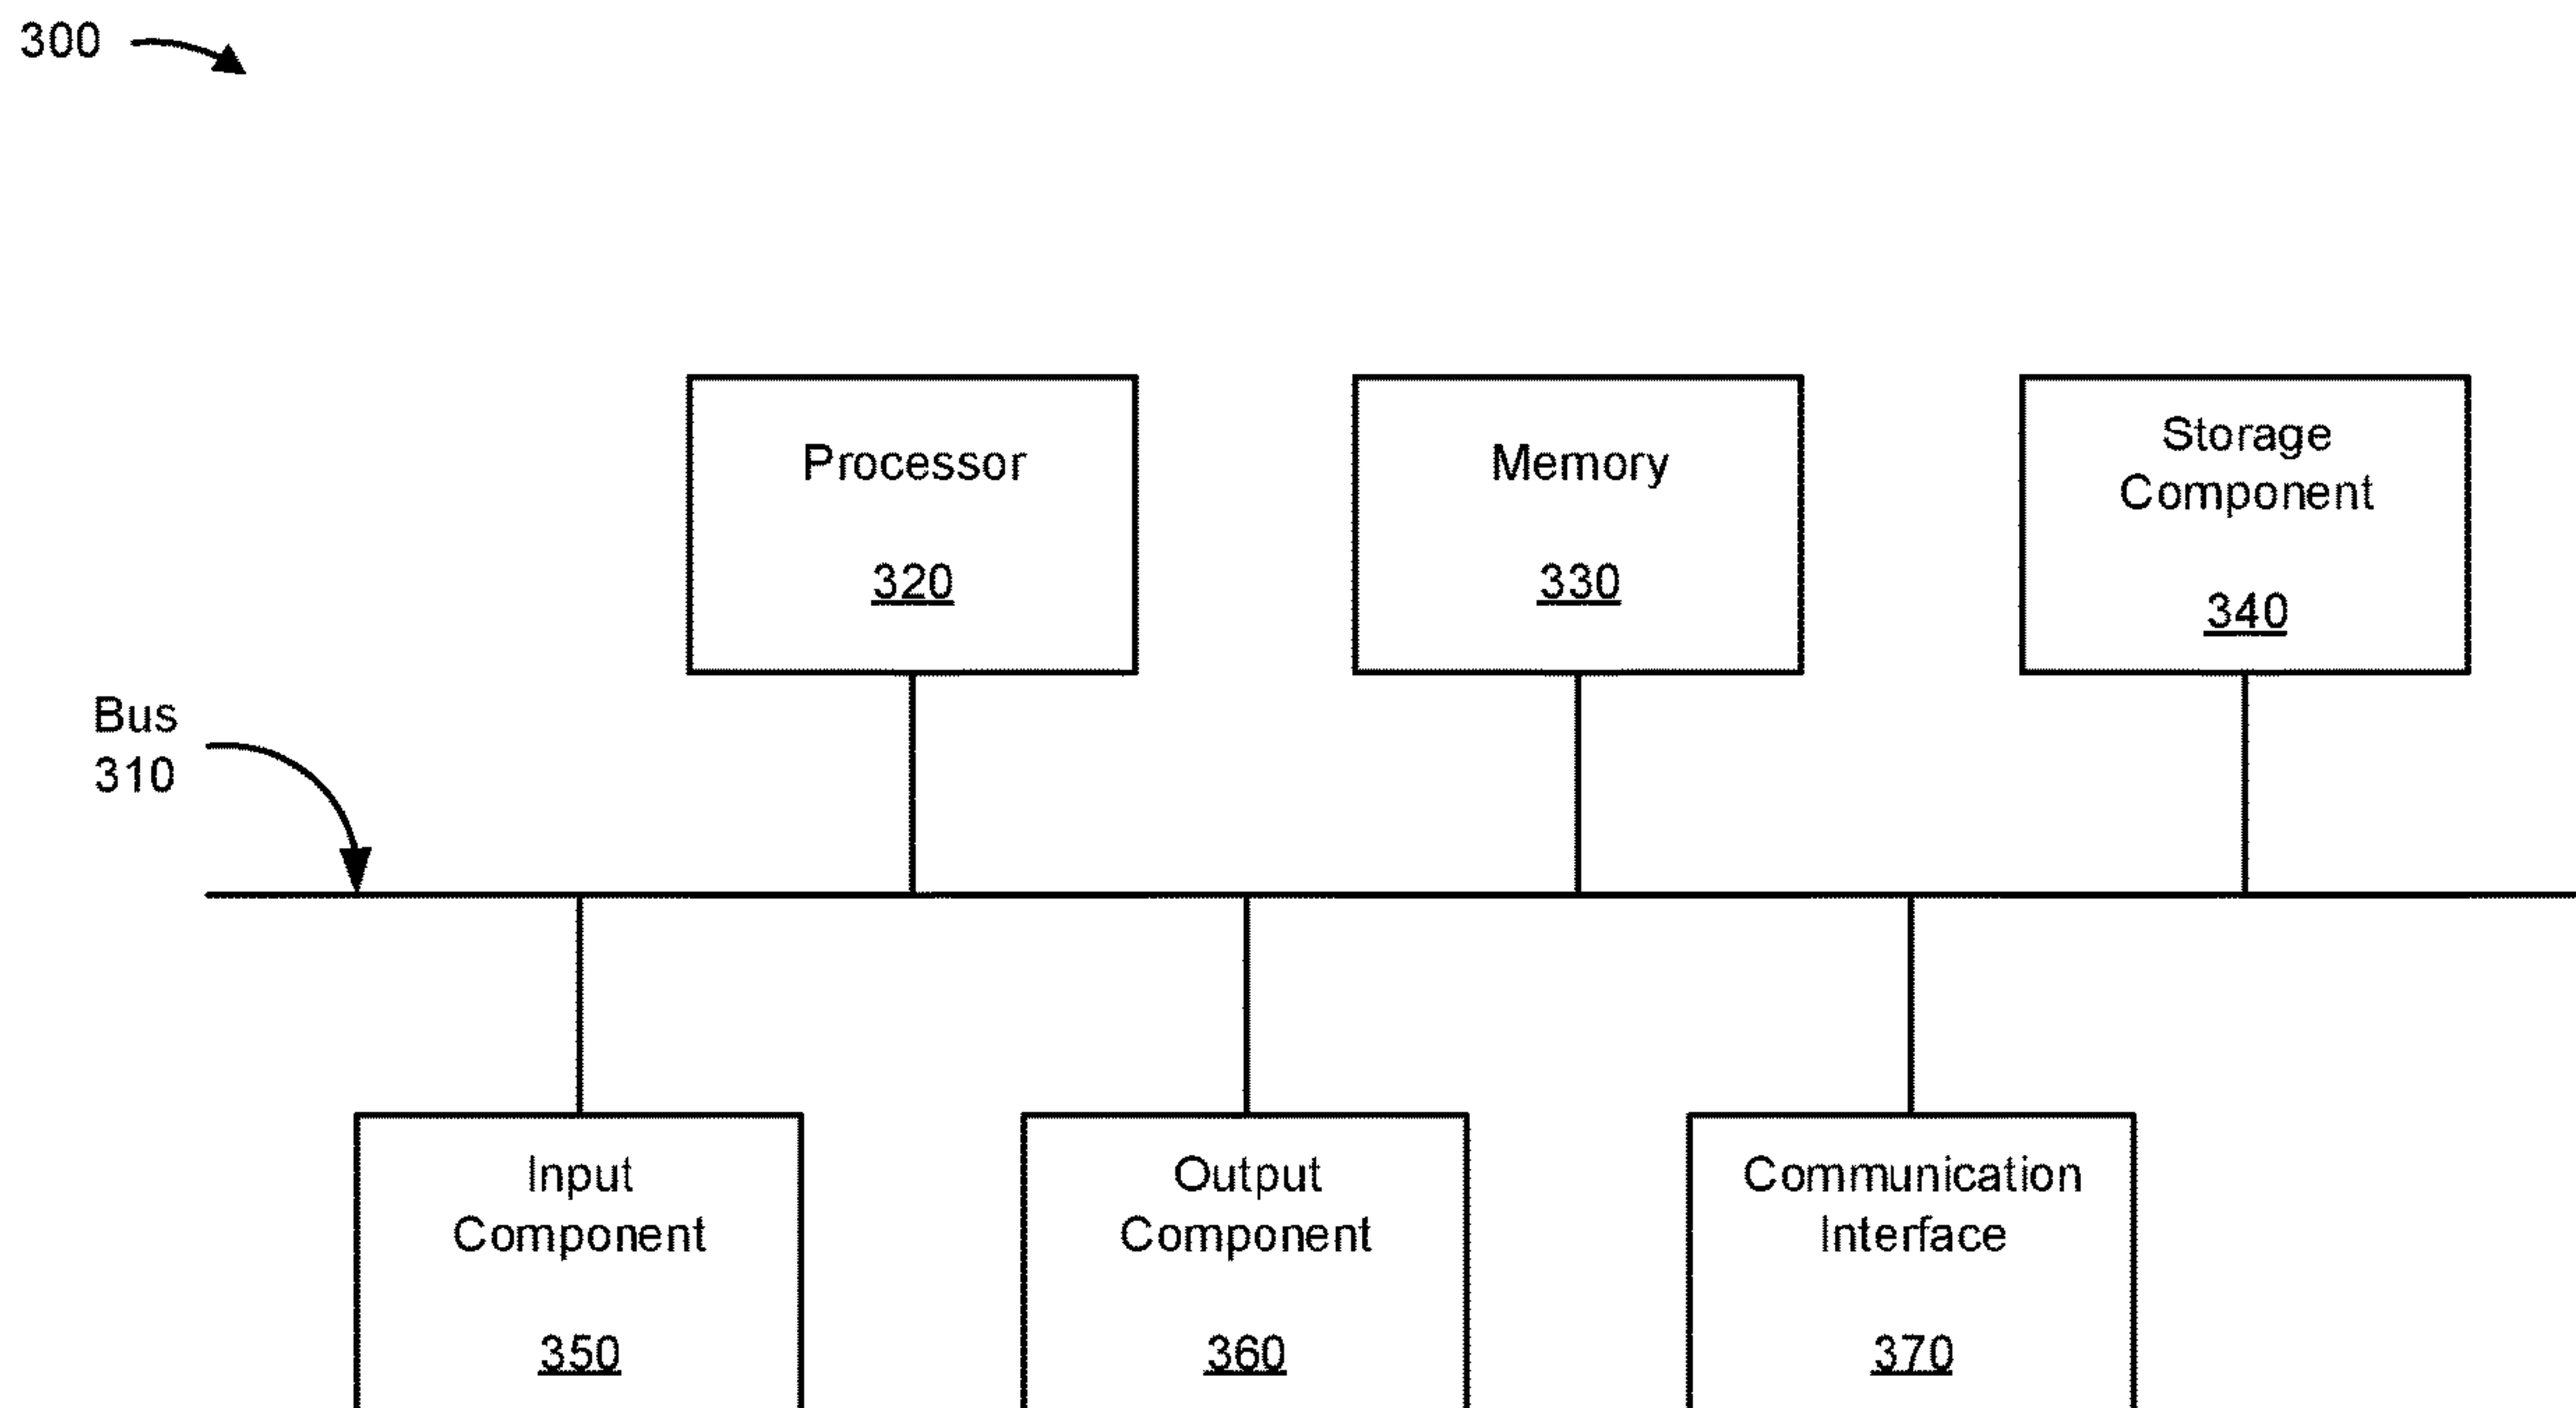 300
Processor
320
Memory
330
Storage
Component
340
Bus
310
Input
Component
350
Output
Component
360
Communication
Interface
370